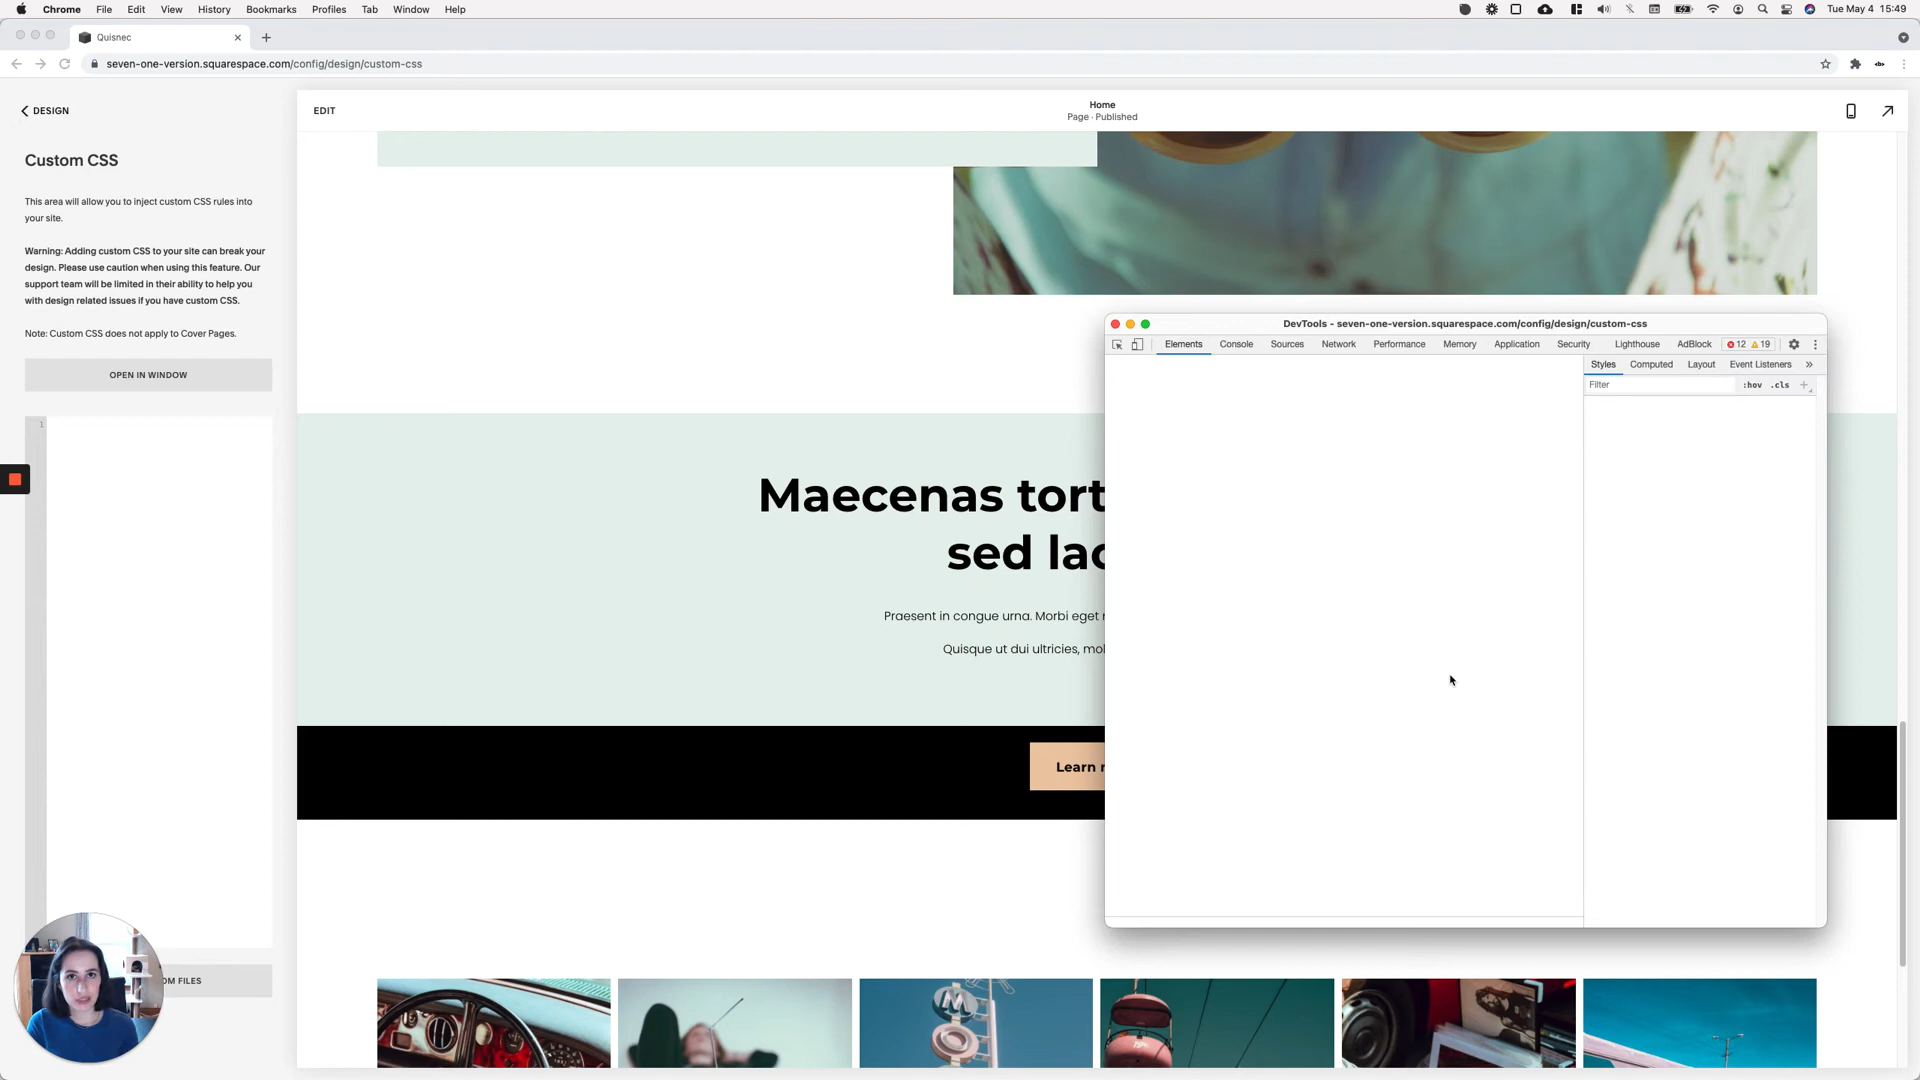 Chrome File Edit View History Bookmarks Profiles Tab Window Help
Tue May 4 15:49
Quisnec
seven-one-version.squarespace.com/config/design/custom-css
DESIGN
EDIT
Home
Page · Published
Custom CSS
This area will allow you to inject custom CSS rules into
your site.
Warning: Adding custom CSS to your site can break your
design. Please use caution when using this feature. Our
support team will be limited in their ability to help you
with design related issues if you have custom CSS.
Note: Custom CSS does not apply to Cover Pages.
OPEN IN WINDOW
1
OM FILES
Maecenas tort
sed lac
Praesent in congue urna. Morbi eget
Quisque ut dui ultricies, mol
Learn
DevTools - seven-one-version.squarespace.com/config/design/custom-css
Elements Console Sources Network Performance Memory Application Security Lighthouse AdBlock 12 19
Styles Computed Layout Event Listeners »
Filter :hov .cls +
M